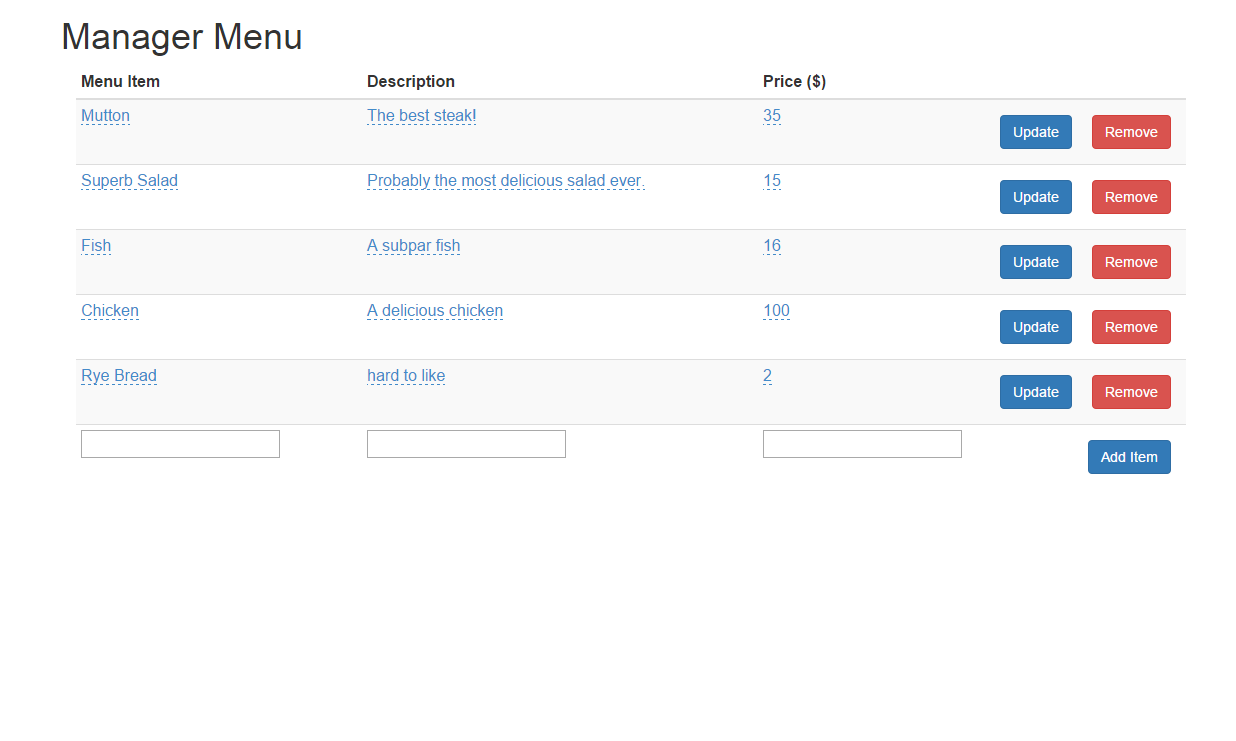 Manager Menu
Menu Item Description Price ($)
Mutton The best steak! 35 Update Remove
Superb Salad Probably the most delicious salad ever. 15 Update Remove
Fish A subpar fish 16 Update Remove
Chicken A delicious chicken 100 Update Remove
Rye Bread hard to like 2 Update Remove
Add Item